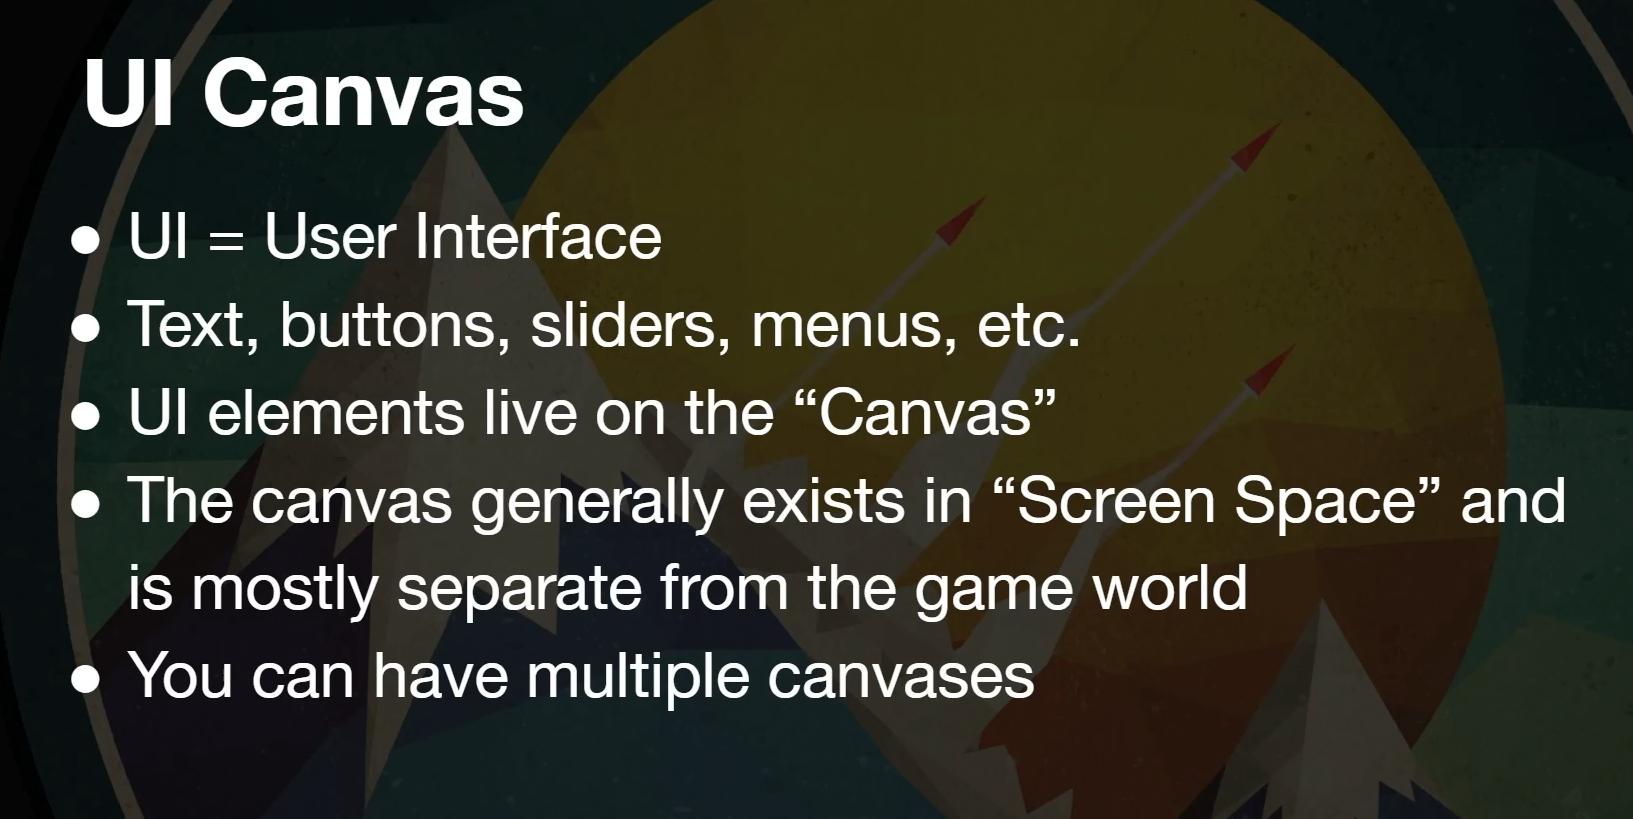 UI Canvas
● UI = User Interface
● Text, buttons, sliders, menus, etc.
● UI elements live on the “Canvas”
● The canvas generally exists in “Screen Space” and
is mostly separate from the game world
● You can have multiple canvases